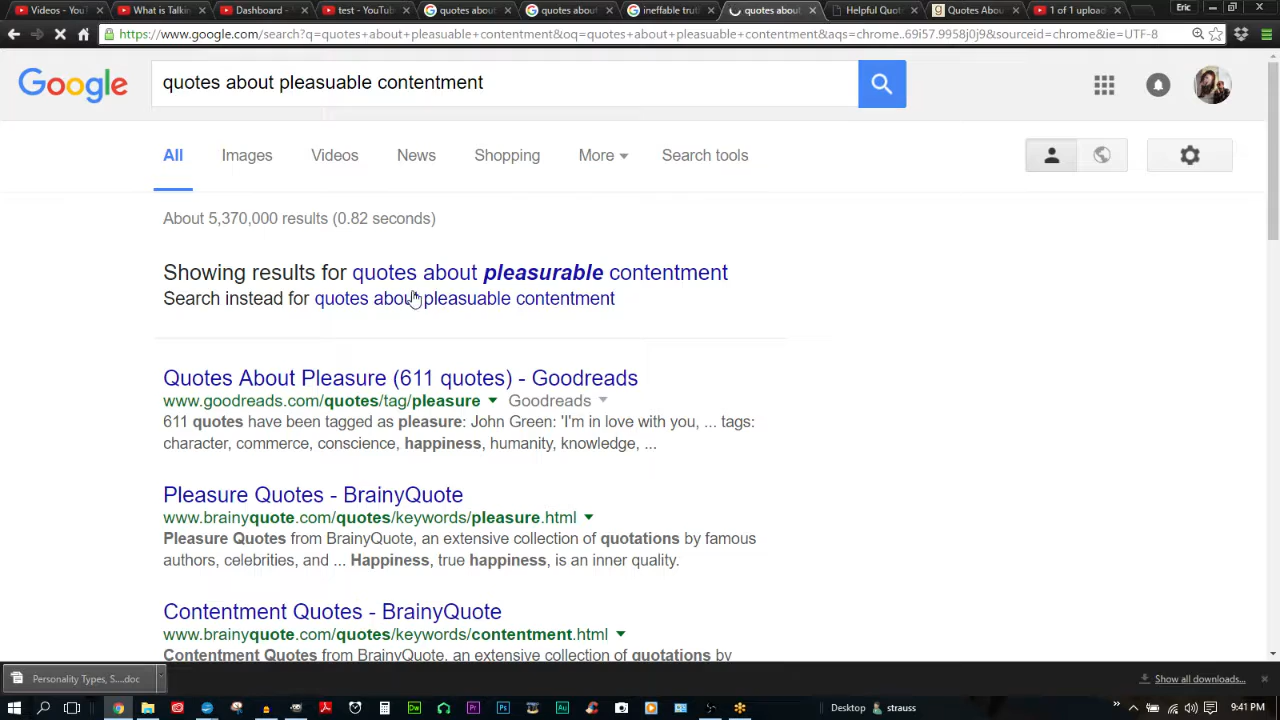 Videos - You
What is Talkin
Dashboard -
test - YouTube
quotes about
quotes about
ineffable truth
quotes about
Helpful Quot
Quotes Abou
1 of 1 upload
Eric
https://www.google.com/search?q=quotes+about+pleasuable+contentment&oq=quotes+about+pleasuable+contentment&aqs=chrome..69i57.9958j0j9&sourceid=chrome&ie=UTF-8
Google
quotes about pleasuable contentment
All
Images
Videos
News
Shopping
More
Search tools
About 5,370,000 results (0.82 seconds)
Showing results for quotes about pleasurable contentment
Search instead for quotes about pleasuable contentment
Quotes About Pleasure (611 quotes) - Goodreads
www.goodreads.com/quotes/tag/pleasure Goodreads
611 quotes have been tagged as pleasure: John Green: 'I'm in love with you, ... tags:
character, commerce, conscience, happiness, humanity, knowledge, ...
Pleasure Quotes - BrainyQuote
www.brainyquote.com/quotes/keywords/pleasure.html
Pleasure Quotes from BrainyQuote, an extensive collection of quotations by famous
authors, celebrities, and ... Happiness, true happiness, is an inner quality.
Contentment Quotes - BrainyQuote
www.brainyquote.com/quotes/keywords/contentment.html
Contentment Quotes from BrainyQuote, an extensive collection of quotations by
Personality Types, S....doc
Show all downloads...
Dw
Pr
Ps
Au
Desktop
strauss
9:41 PM